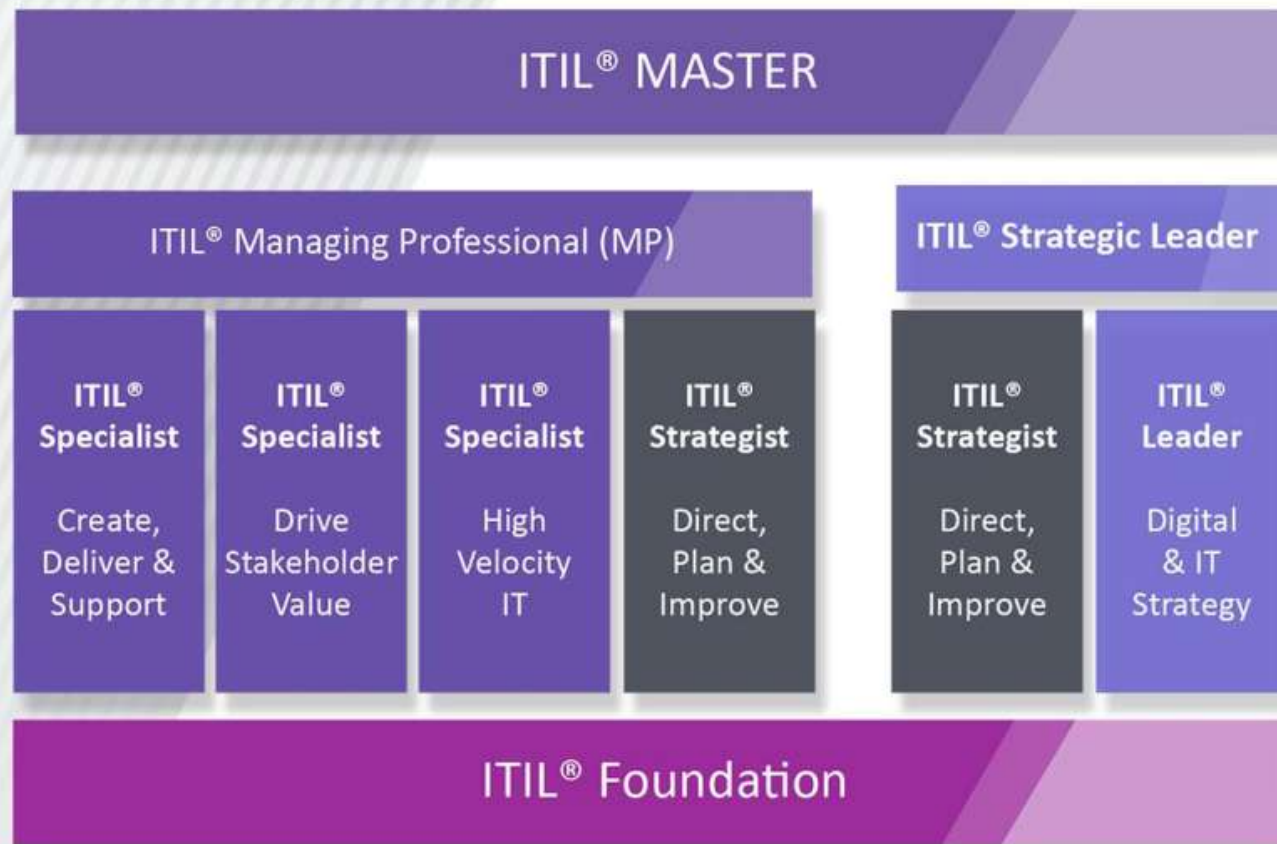 ITIL® MASTER
ITIL® Managing Professional (MP)
ITIL® Strategic Leader
ITIL®
Specialist
Create,
Deliver &
Support
ITIL®
Specialist
Drive
Stakeholder
Value
ITIL®
Specialist
High
Velocity
IT
ITIL®
Strategist
Direct,
Plan &
Improve
ITIL®
Strategist
Direct,
Plan &
Improve
ITIL®
Leader
Digital
& IT
Strategy
ITIL® Foundation